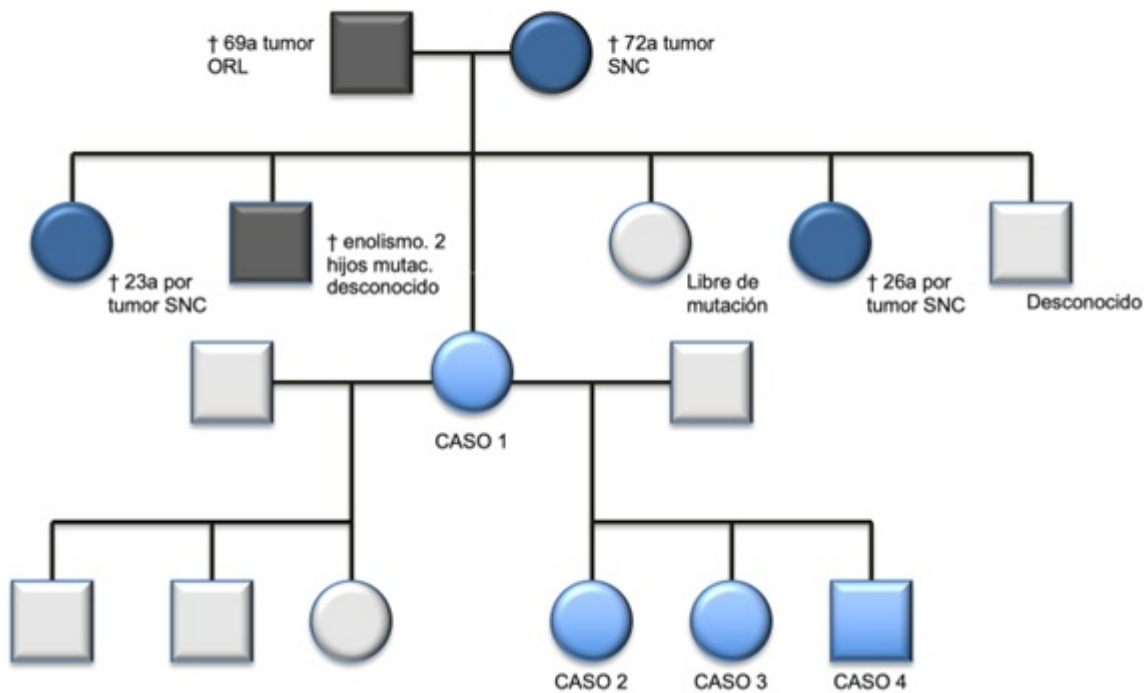 † 69a tumor
ORL
† 72a tumor
SNC
† 23a por
tumor SNC
† enolismo. 2
hijos mutac.
desconocido
Libre de
mutación
† 26a por
tumor SNC
Desconocido
CASO 1
CASO 2
CASO 3
CASO 4